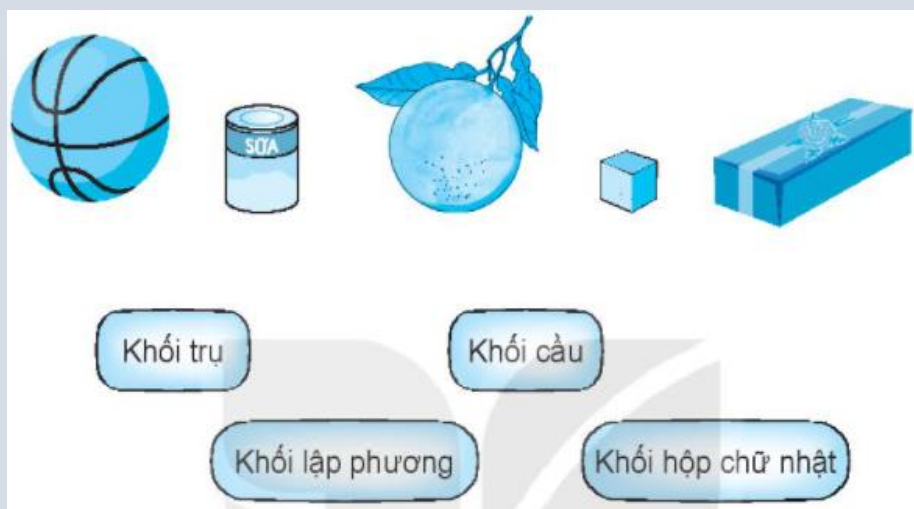 SỮA
Khối trụ
Khối cầu
Khối lập phương
Khối hộp chữ nhật